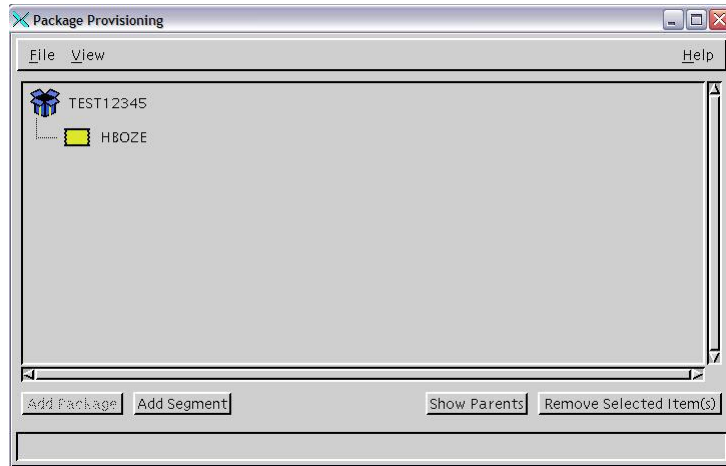 Package Provisioning
File View Help
TEST12345
HBOZE
Add Package Add Segment Show Parents Remove Selected Item(s)